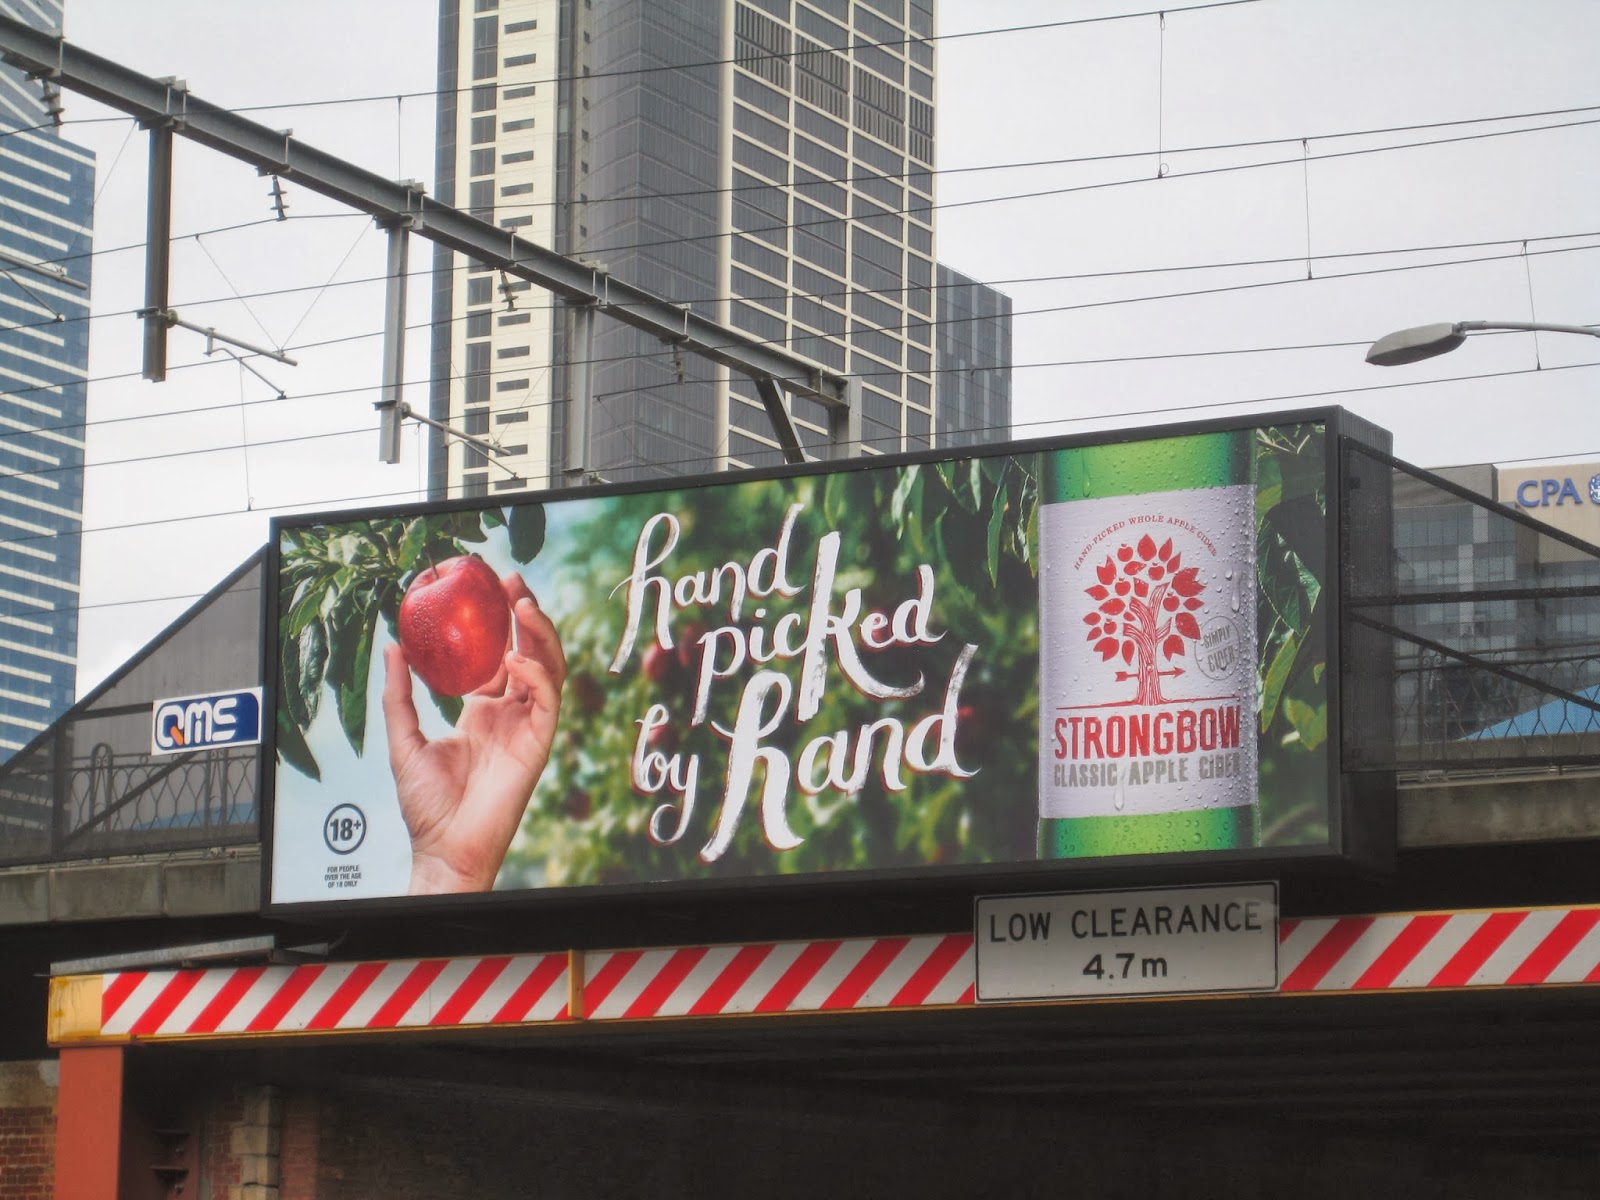 CPA
hand
picked
by hand
HAND-PICKED WHOLE APPLE CIDER
SIMPLY
CIDER
STRONGBOW
CLASSIC APPLE CIDER
QMS
18+
FOR PEOPLE
OVER THE AGE
OF 18 ONLY
LOW CLEARANCE
4.7m